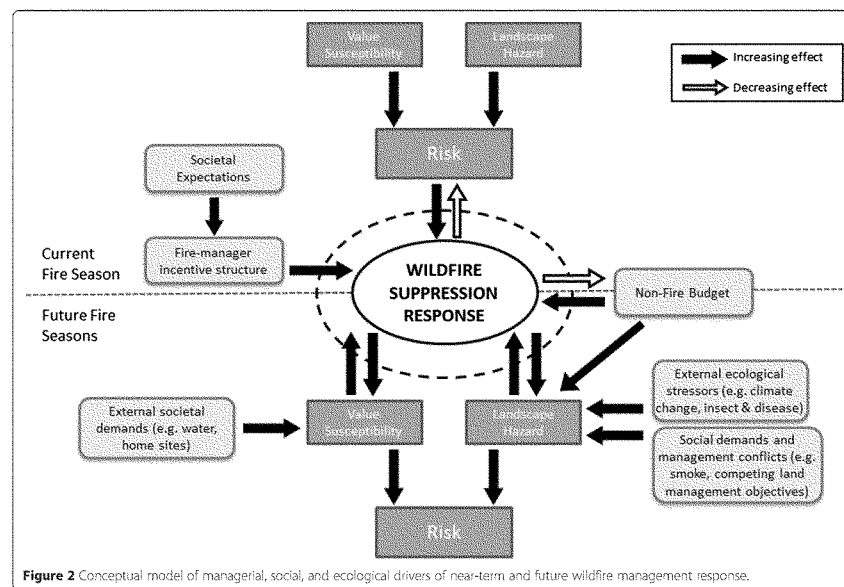 Value
Susceptibility
Landscape
Hazard
Increasing effect
Decreasing effect
Risk
Societal
Expectations
Fire-manager
incentive structure
Current
Fire Season
Future Fire
Seasons
WILDFIRE
SUPPRESSION
RESPONSE
Non-Fire Budget
External societal
demands (e.g. water,
home sites)
Value
Susceptibility
Landscape
Hazard
External ecological
stressors (e.g. climate
change, insect & disease)
Social demands and
management conflicts (e.g.
smoke, competing land
management objectives)
Risk
Figure 2 Conceptual model of managerial, social, and ecological drivers of near-term and future wildfire management response.